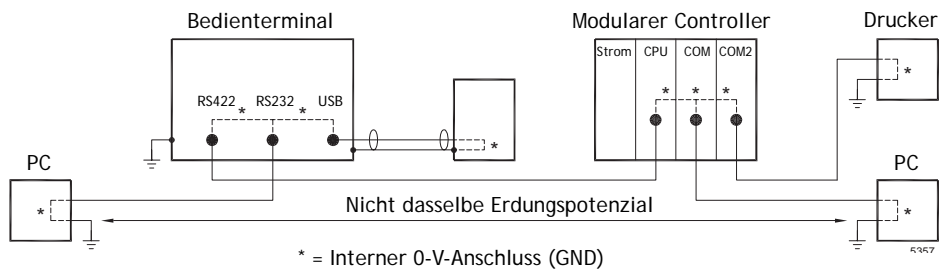 Bedienterminal
Modularer Controller
Drucker
Strom
CPU
COM
COM2
*
* * *
RS422
RS232
USB
* *
*
PC
*
PC
*
Nicht dasselbe Erdungspotenzial
5357
* = Interner 0-V-Anschluss (GND)